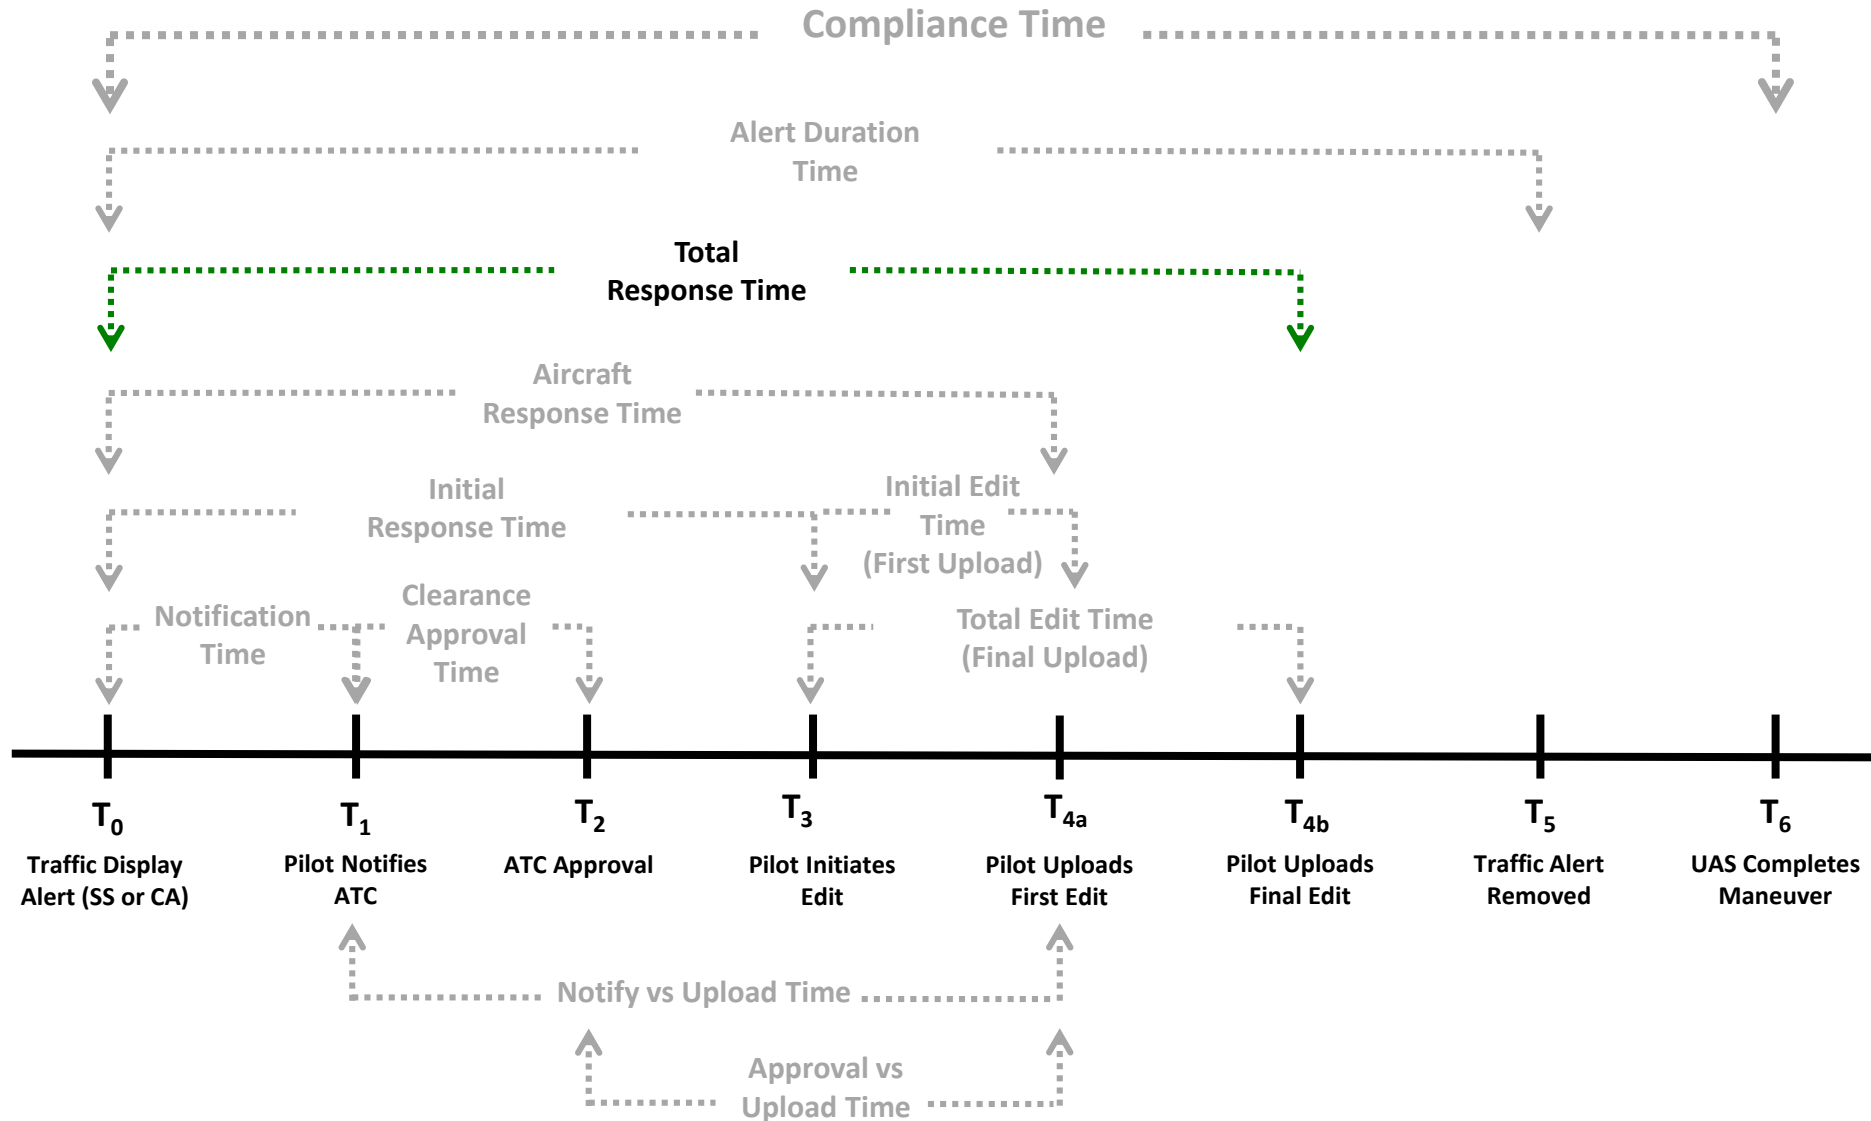 Compliance Time
Alert Duration
Time
Total
Response Time
Aircraft
Response Time
Initial
Response Time
Initial Edit
Time
(First Upload)
Notification
Time
Clearance
Approval
Time
Total Edit Time
(Final Upload)
T0
T1
T2
T3
T4a
T4b
T5
T6
Traffic Display
Alert (SS or CA)
Pilot Notifies
ATC
ATC Approval
Pilot Initiates
Edit
Pilot Uploads
First Edit
Pilot Uploads
Final Edit
Traffic Alert
Removed
UAS Completes
Maneuver
Notify vs Upload Time
Approval vs
Upload Time